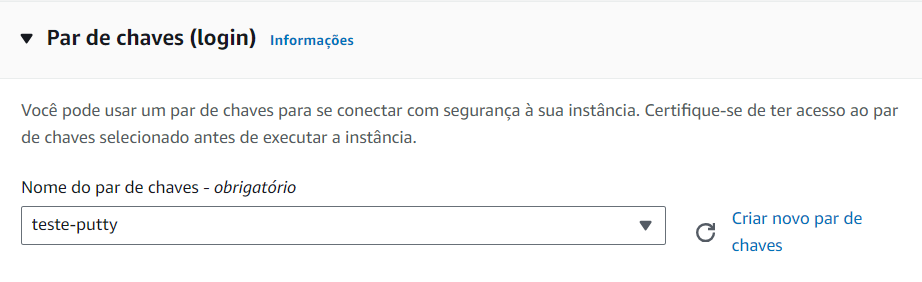 Par de chaves (login) Informações
Você pode usar um par de chaves para se conectar com segurança à sua instância. Certifique-se de ter acesso ao par
de chaves selecionado antes de executar a instância.
Nome do par de chaves - obrigatório
teste-putty
Criar novo par de
chaves